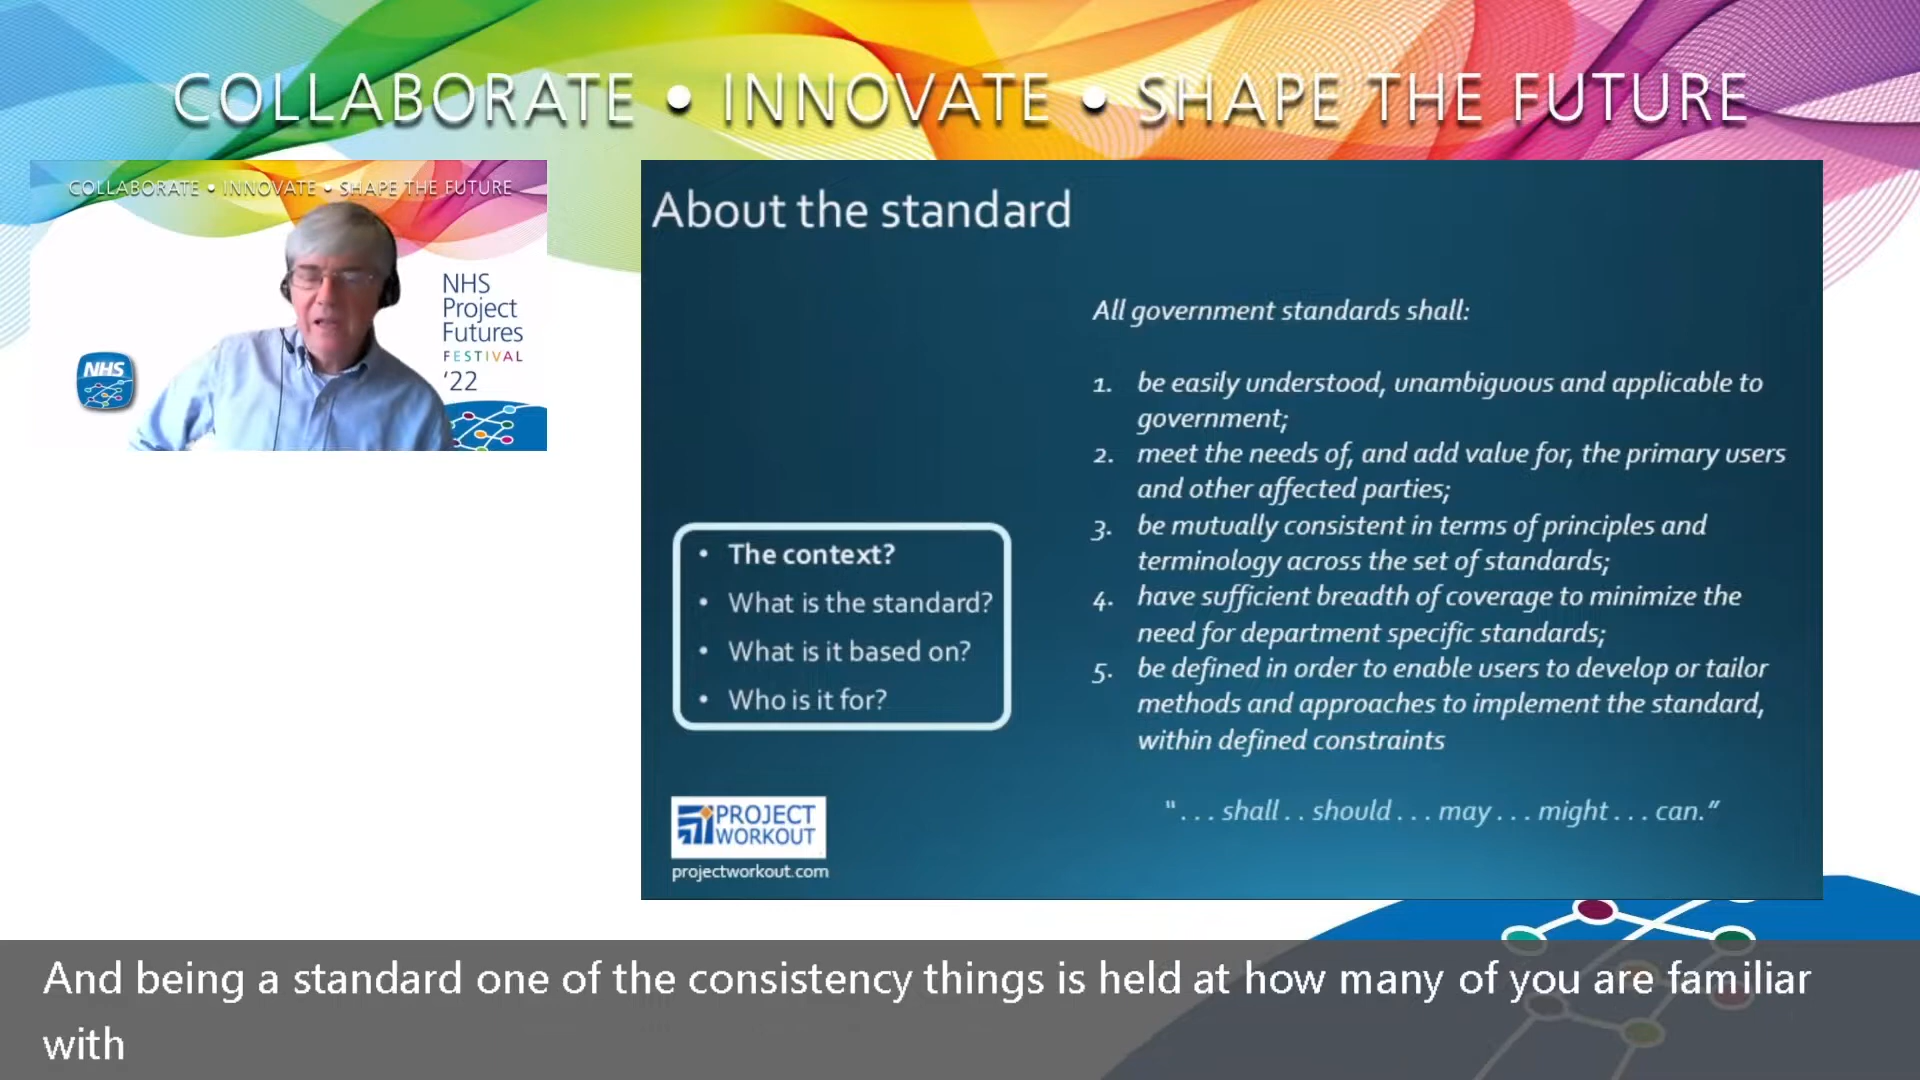 COLLABORATE • INNOVATE • SHAPE THE FUTURE
COLLABORATE • INNOVATE • SHAPE THE FUTURE
NHS
Project
Futures
FESTIVAL
'22
NHS
About the standard
All government standards shall:
1. be easily understood, unambiguous and applicable to
government;
2. meet the needs of, and add value for, the primary users
and other affected parties;
3. be mutually consistent in terms of principles and
terminology across the set of standards;
4. have sufficient breadth of coverage to minimize the
need for department specific standards;
5. be defined in order to enable users to develop or tailor
methods and approaches to implement the standard,
within defined constraints
" . . . shall . . should . . . may . . . might . . . can."
• The context?
• What is the standard?
• What is it based on?
• Who is it for?
PROJECT
WORKOUT
projectworkout.com
And being a standard one of the consistency things is held at how many of you are familiar
with